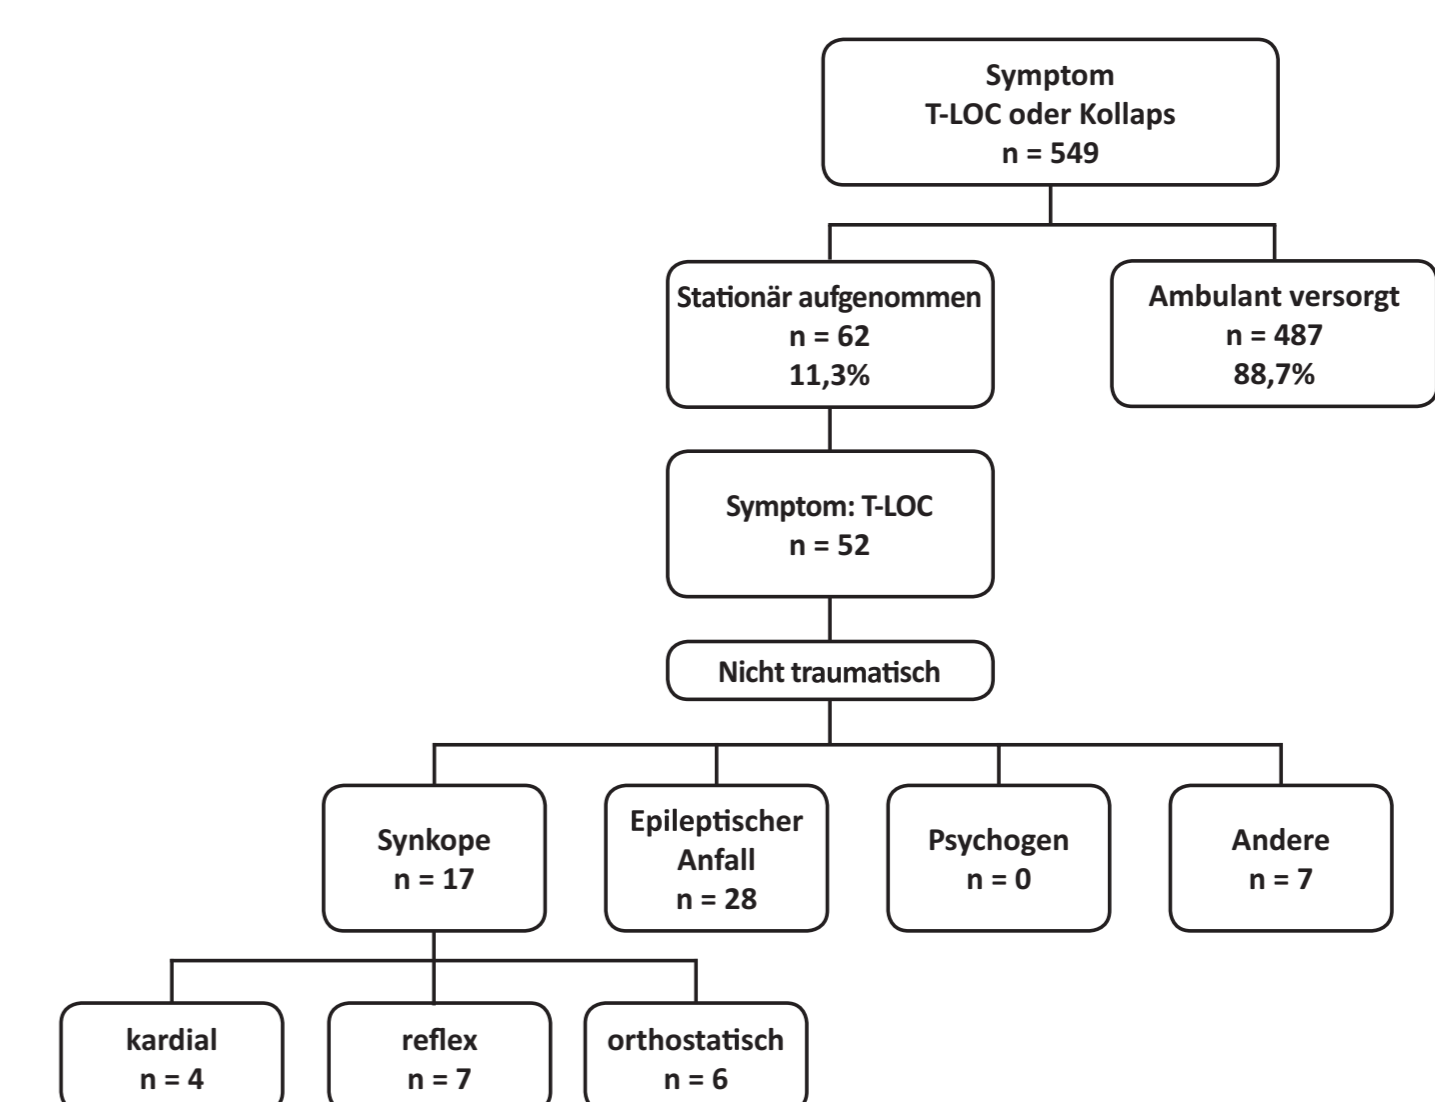 Symptom
T-LOC oder Kollaps
n = 549
Stationär aufgenommen
n = 62
11,3%
Ambulant versorgt
n = 487
88,7%
Symptom: T-LOC
n = 52
Nicht traumatisch
Synkope
n = 17
Epileptischer
Anfall
n = 28
Psychogen
n = 0
Andere
n = 7
kardial
n = 4
reflex
n = 7
orthostatisch
n = 6